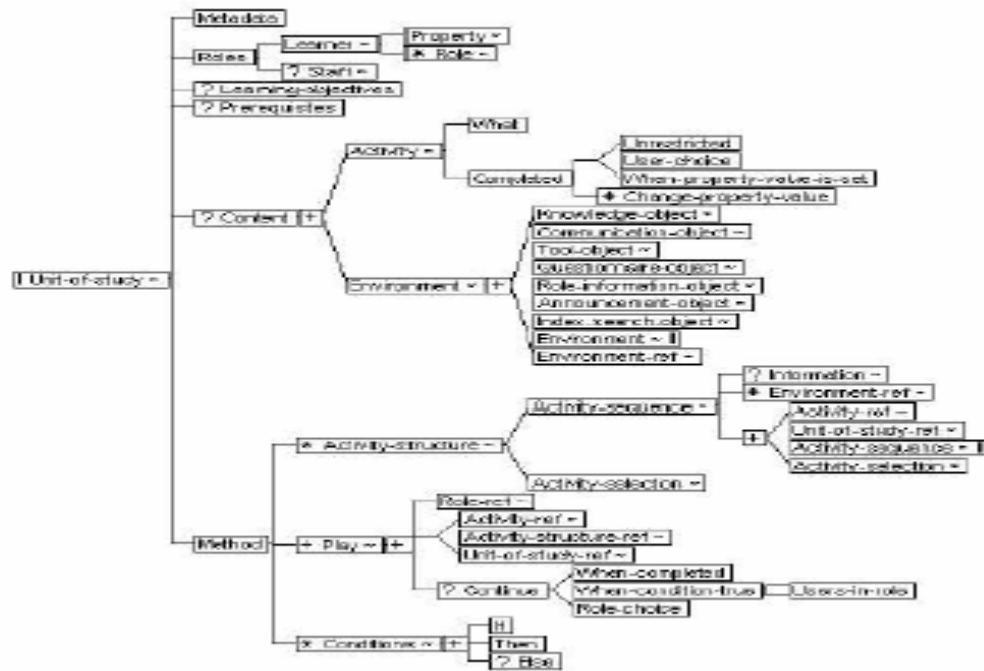 Metadata
Roles
Learner
Property
* Role
? Staff
? Learning-objectives
? Prerequisites
What
Activity
Unrestricted
User-choice
Completed
When-property-value-is-set
* Change-property-value
? Content +
Knowledge-object
Communication-object
Tool-object
Questionnaire-object
Unit-of-study
Environment +
Role-information-object
Announcement-object
Index-search-object
Environment
Environment-ref
? Information
* Environment-ref
Activity-sequence
Activity-ref
Unit-of-study-ref
+
* Activity-structure
Activity-sequence
Activity-selection
Activity-selection
Role-ref
Activity-ref
Method
+ Play +
Activity-structure-ref
Unit-of-study-ref
When-completed
? Continue
When-condition-true
Users-in-role
Role-choice
If
* Conditions +
Then
? Else